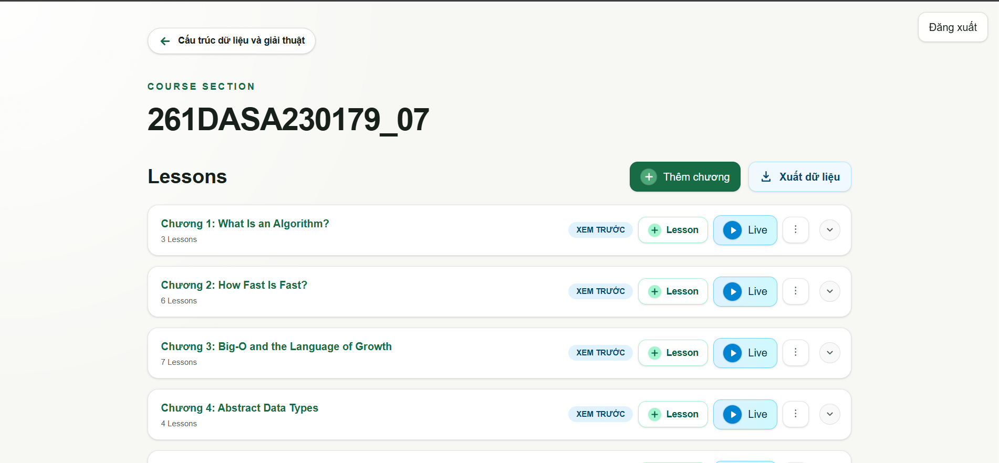 Đăng xuất
Cấu trúc dữ liệu và giải thuật
COURSE SECTION
261DASA230179_07
Lessons
Thêm chương
Xuất dữ liệu
Chương 1: What Is an Algorithm?
3 Lessons
XEM TRƯỚC
Lesson
Live
Chương 2: How Fast Is Fast?
6 Lessons
XEM TRƯỚC
Lesson
Live
Chương 3: Big-O and the Language of Growth
7 Lessons
XEM TRƯỚC
Lesson
Live
Chương 4: Abstract Data Types
4 Lessons
XEM TRƯỚC
Lesson
Live